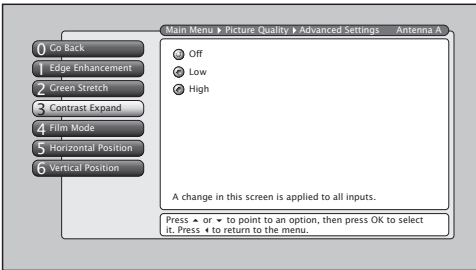 Main Menu ▸ Picture Quality ▸ Advanced Settings Antenna A
0 Go Back
1 Edge Enhancement
2 Green Stretch
3 Contrast Expand
4 Film Mode
5 Horizontal Position
6 Vertical Position
Off
Low
High
A change in this screen is applied to all inputs.
Press ▴ or ▾ to point to an option, then press OK to select
it. Press ◂ to return to the menu.